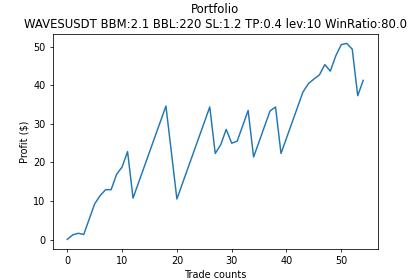 Portfolio
WAVESUSDT BBM:2.1 BBL:220 SL:1.2 TP:0.4 lev:10 WinRatio:80.0
50
40
30
20
10
0
Profit ($)
0 10 20 30 40 50
Trade counts